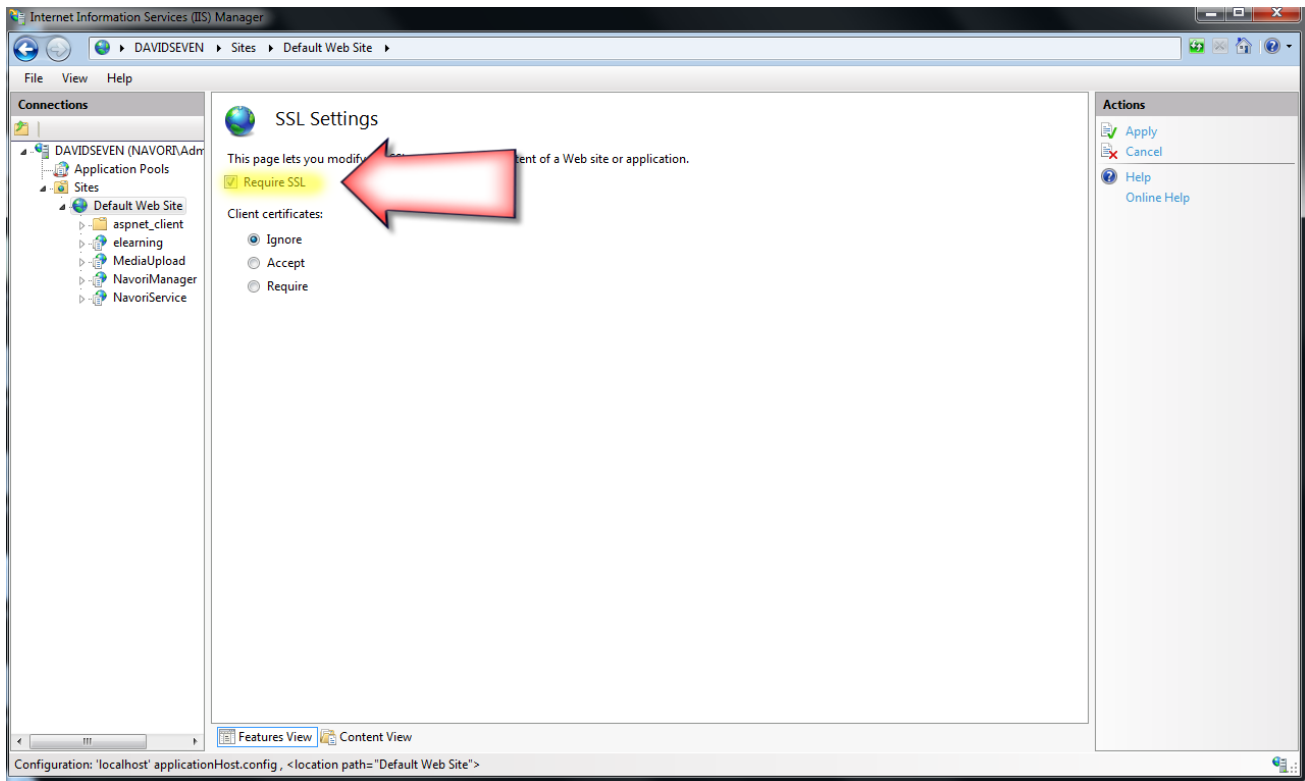 Internet Information Services (IIS) Manager
DAVIDSEVEN Sites Default Web Site
File View Help
Connections
DAVIDSEVEN (NAVORI\Adm
Application Pools
Sites
Default Web Site
aspnet_client
elearning
MediaUpload
NavoriManager
NavoriService
SSL Settings
This page lets you modify tent of a Web site or application.
Require SSL
Client certificates:
Ignore
Accept
Require
Features View Content View
Actions
Apply
Cancel
Help
Online Help
Configuration: 'localhost' applicationHost.config , <location path="Default Web Site">